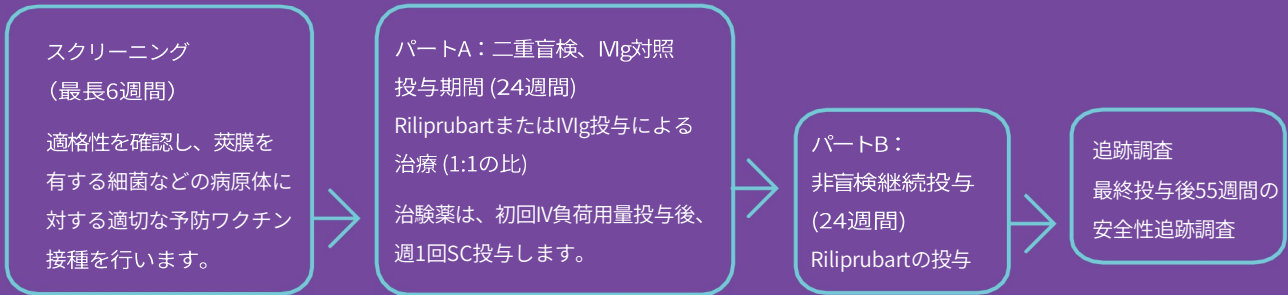 スクリーニング
（最長6週間）
適格性を確認し、莢膜を
有する細菌などの病原体に
対する適切な予防ワクチン
接種を行います。
パートA：二重盲検、IVIg対照
投与期間 (24週間)
RiliprubartまたはIVIg投与による
治療 (1:1の比)
治験薬は、初回IV負荷用量投与後、
週1回SC投与します。
パートB：
非盲検継続投与
(24週間)
Riliprubartの投与
追跡調査
最終投与後55週間の
安全性追跡調査